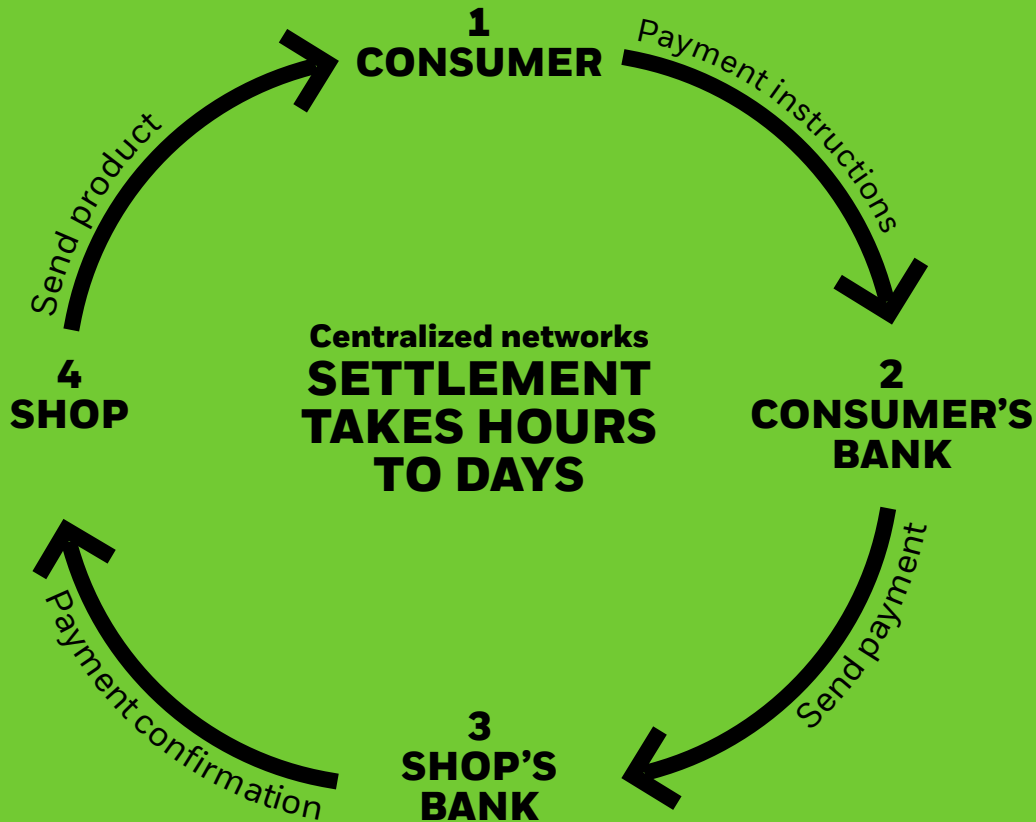 1
CONSUMER
Payment instructions
2
CONSUMER’S
BANK
Send payment
3
SHOP’S
BANK
Payment confirmation
4
SHOP
Send product
Centralized networks
SETTLEMENT
TAKES HOURS
TO DAYS